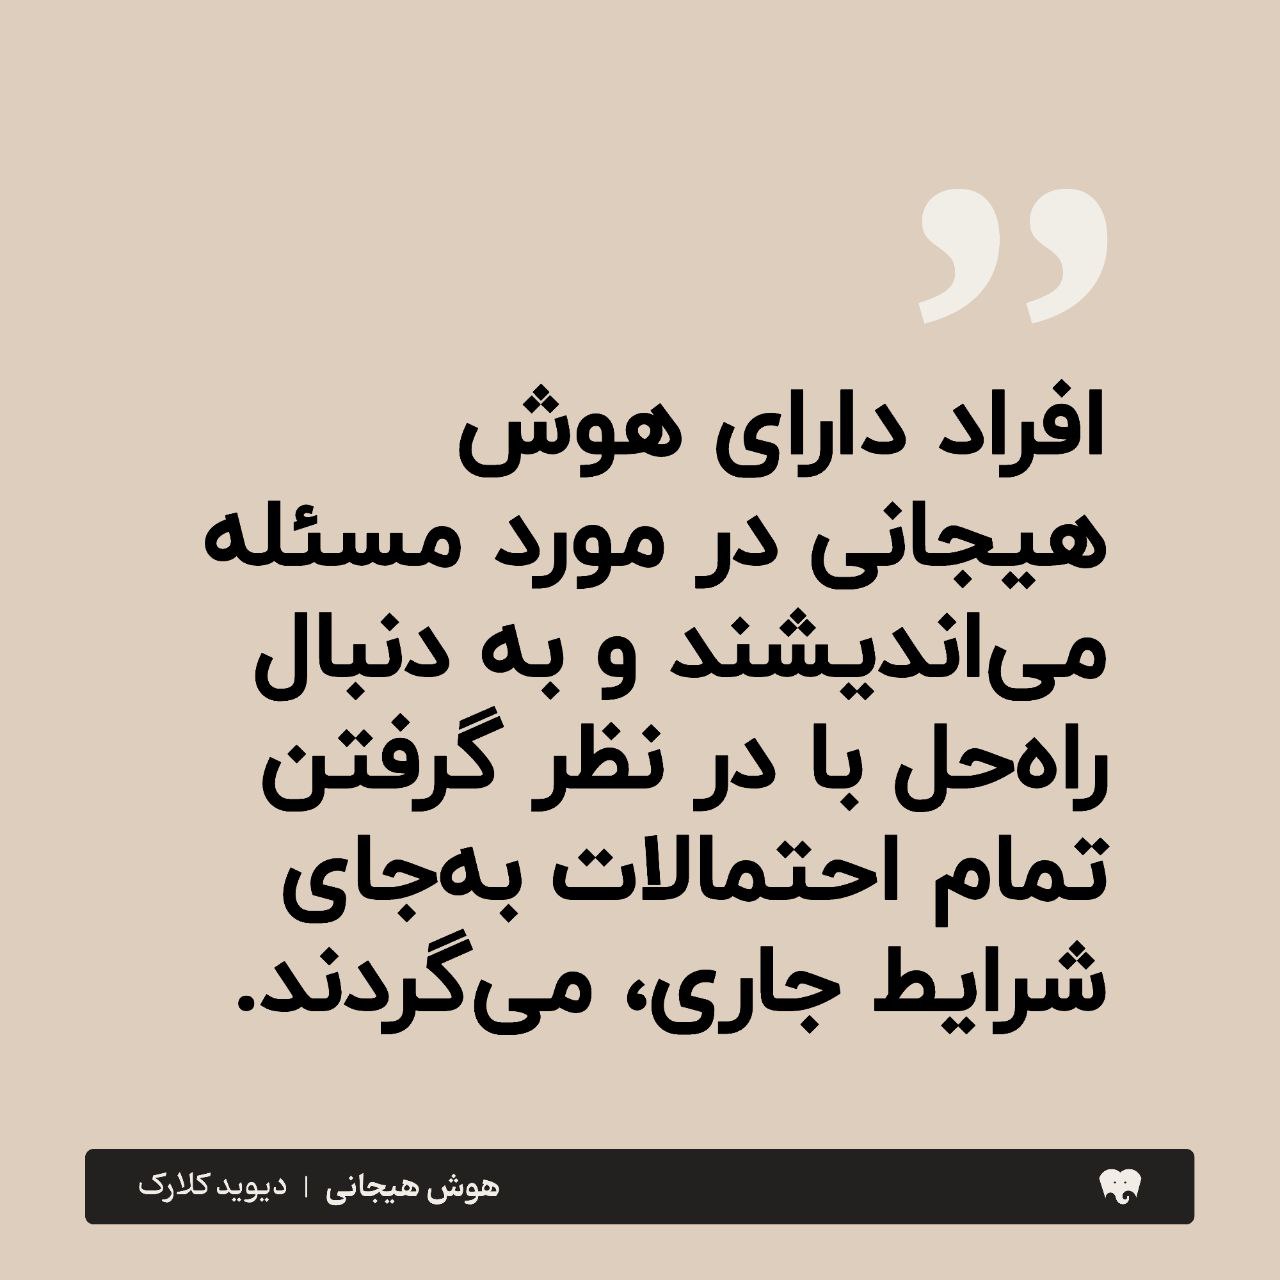 افراد دارای هوش
هیجانی در مورد مسئله
می‌اندیشند و به دنبال
راه‌حل با در نظر گرفتن
تمام احتمالات به‌جای
شرایط جاری، می‌گردند.
هوش هیجانی | دیوید کلارک